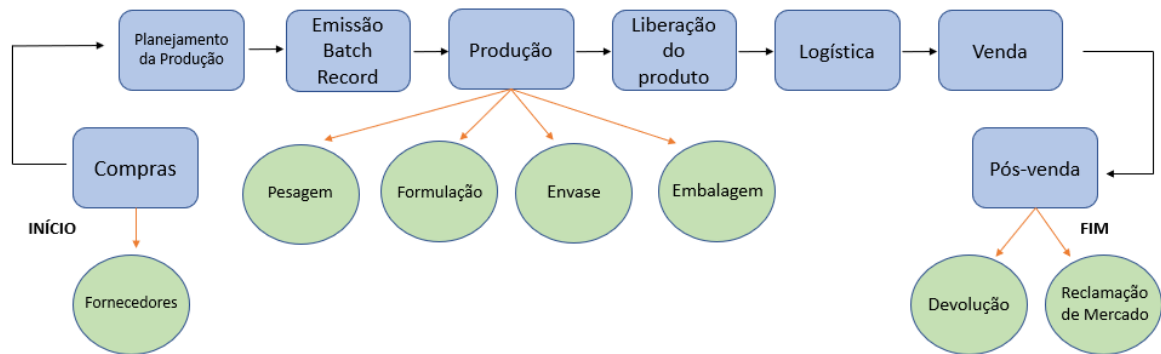 Planejamento
da Produção
Emissão
Batch
Record
Produção
Liberação
do
produto
Logística
Venda
Compras
Pesagem
Formulação
Envase
Embalagem
Pós-venda
INÍCIO
FIM
Fornecedores
Devolução
Reclamação
de Mercado